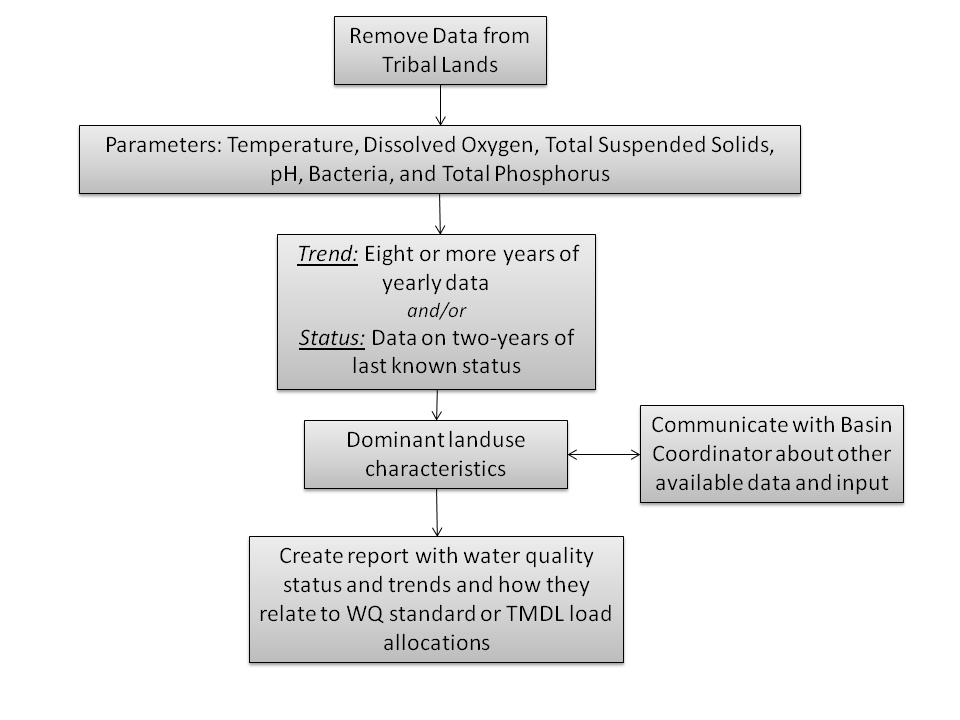 Remove Data from
Tribal Lands
Parameters: Temperature, Dissolved Oxygen, Total Suspended Solids,
pH, Bacteria, and Total Phosphorus
Trend: Eight or more years of
yearly data
and/or
Status: Data on two-years of
last known status
Dominant landuse
characteristics
Communicate with Basin
Coordinator about other
available data and input
Create report with water quality
status and trends and how they
relate to WQ standard or TMDL load
allocations